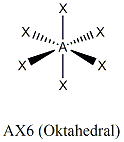 X
X X
A
X X
X
AX6 (Oktahedral)